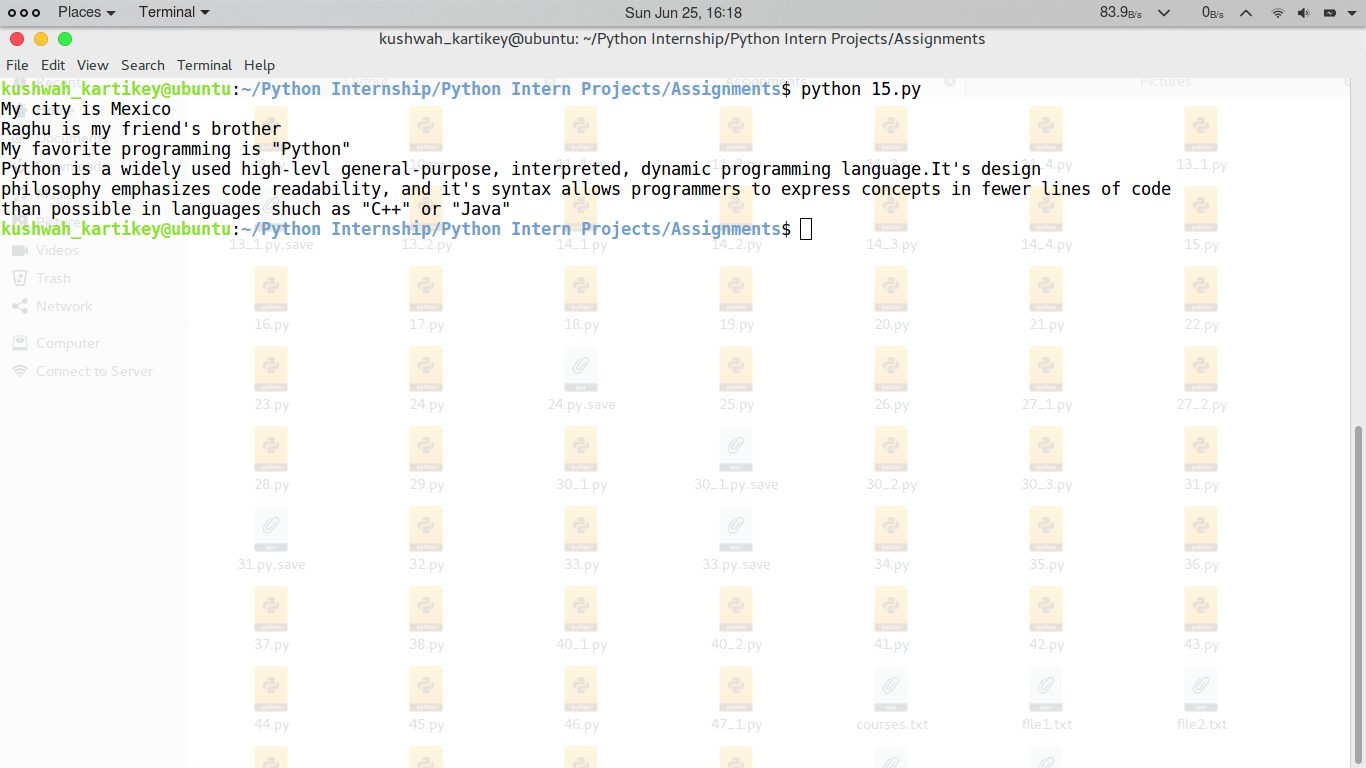 Places Terminal Sun Jun 25, 16:18 83.9B/s 0B/s
kushwah_kartikey@ubuntu: ~/Python Internship/Python Intern Projects/Assignments
File Edit View Search Terminal Help
Recent Output Assignments Pictures
kushwah_kartikey@ubuntu:~/Python Internship/Python Intern Projects/Assignments$ python 15.py
My city is Mexico
Raghu is my friend's brother
My favorite programming is "Python"
Python is a widely used high-levl general-purpose, interpreted, dynamic programming language.It's design
philosophy emphasizes code readability, and it's syntax allows programmers to express concepts in fewer lines of code
than possible in languages shuch as "C++" or "Java"
kushwah_kartikey@ubuntu:~/Python Internship/Python Intern Projects/Assignments$
13_1.py
13_1.py.save 13_2.py 14_1.py 14_2.py 14_3.py 14_4.py 15.py
Videos
Trash
Network
Computer
Connect to Server
16.py 17.py 18.py 19.py 20.py 21.py 22.py
23.py 24.py 24.py.save 25.py 26.py 27_1.py 27_2.py
28.py 29.py 30_1.py 30_1.py.save 30_2.py 30_3.py 31.py
31.py.save 32.py 33.py 33.py.save 34.py 35.py 36.py
37.py 38.py 40_1.py 40_2.py 41.py 42.py 43.py
44.py 45.py 46.py 47_1.py courses.txt file1.txt file2.txt